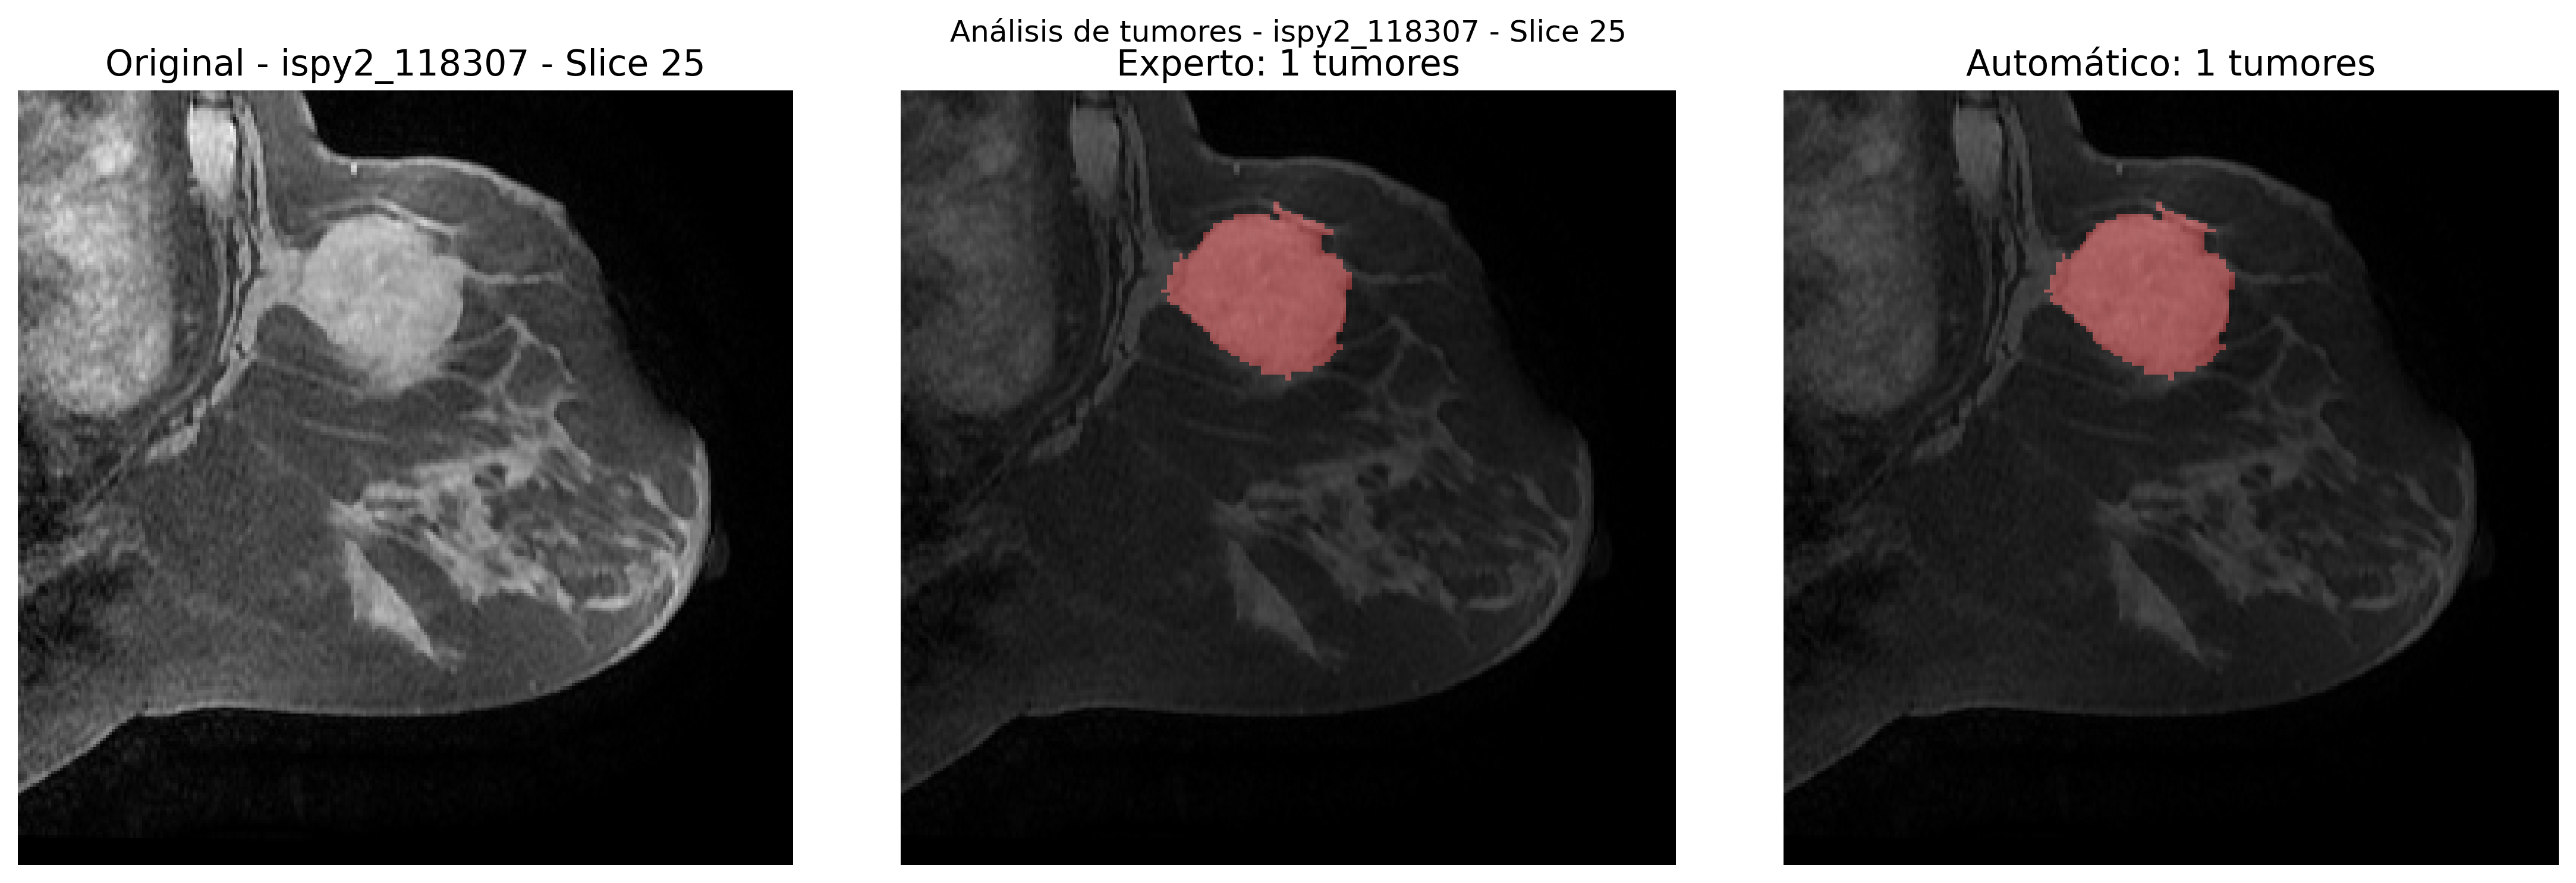 Análisis de tumores - ispy2_118307 - Slice 25
Original - ispy2_118307 - Slice 25
Experto: 1 tumores
Automático: 1 tumores